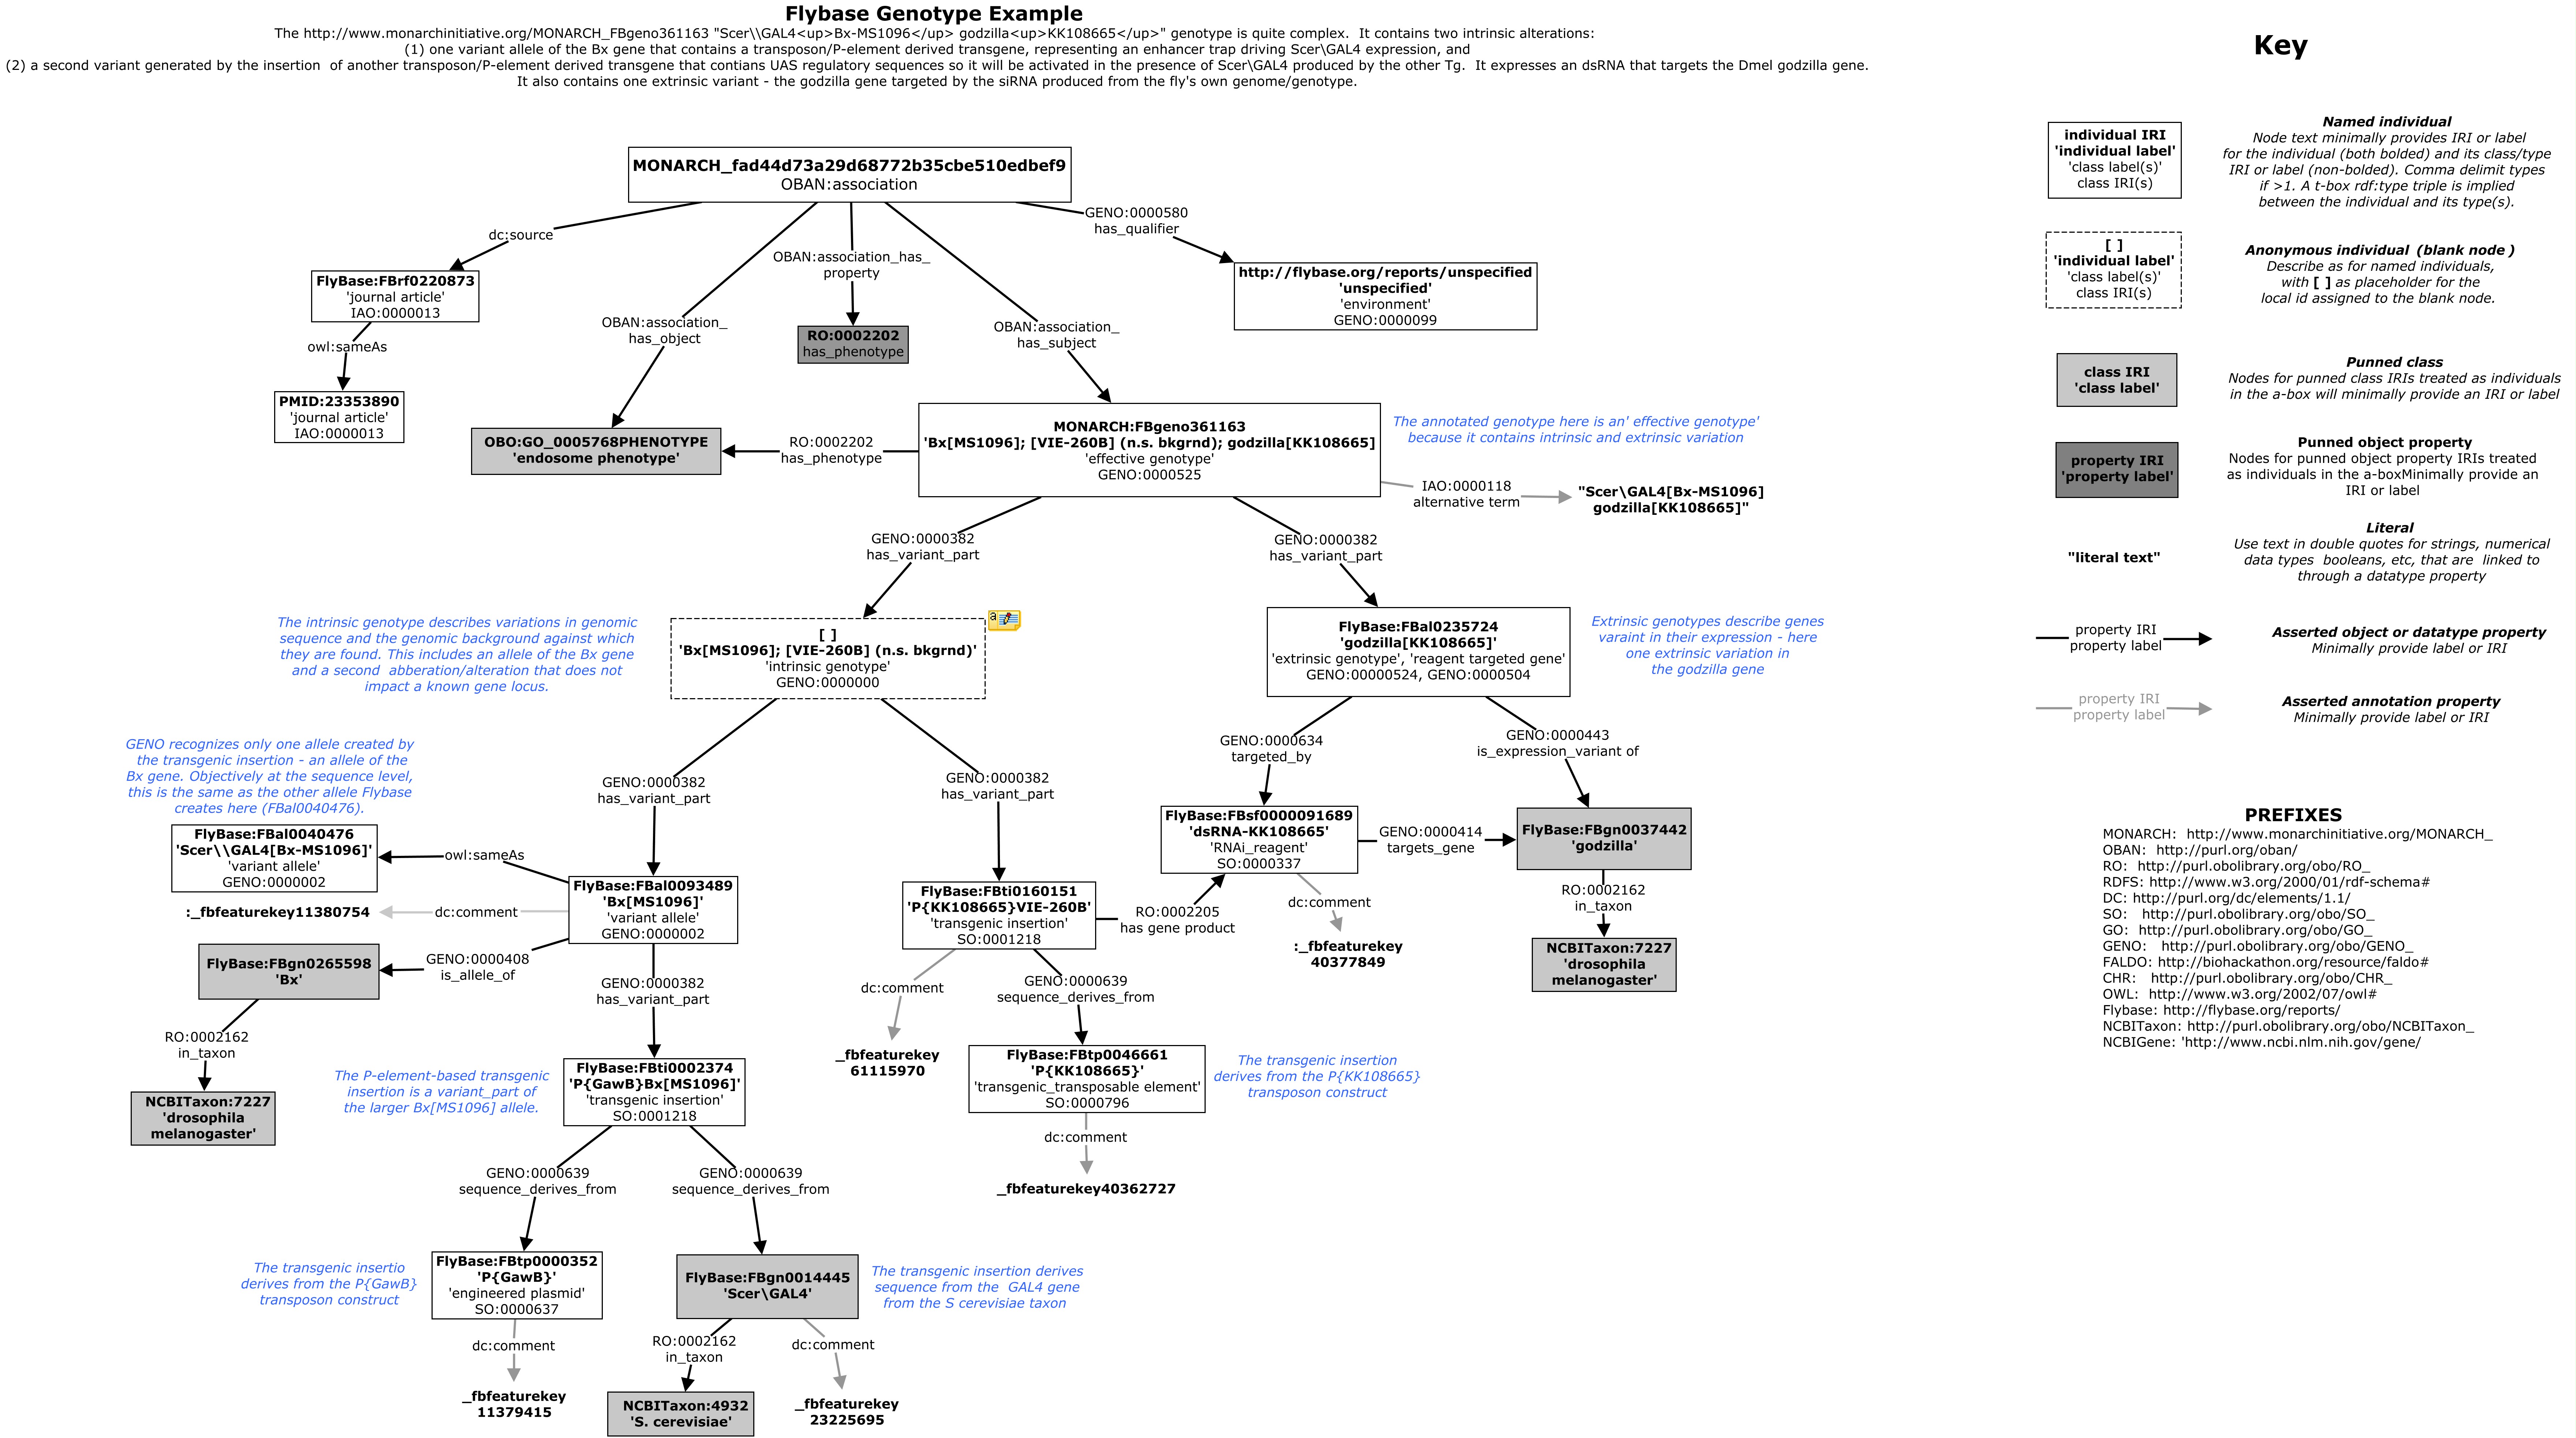 Flybase Genotype Example
The http://www.monarchinitiative.org/MONARCH_FBgeno361163 "Scer\\GAL4<up>Bx-MS1096</up> godzilla<up>KK108665</up>" genotype is quite complex.  It contains two intrinsic alterations:
(1) one variant allele of the Bx gene that contains a transposon/P-element derived transgene, representing an enhancer trap driving Scer\GAL4 expression, and
(2) a second variant generated by the insertion  of another transposon/P-element derived transgene that contians UAS regulatory sequences so it will be activated in the presence of Scer\GAL4 produced by the other Tg.  It expresses an dsRNA that targets the Dmel godzilla gene.
It also contains one extrinsic variant - the godzilla gene targeted by the siRNA produced from the fly's own genome/genotype.
MONARCH_fad44d73a29d68772b35cbe510edbef9
OBAN:association
dc:source
OBAN:association_has_
property
GENO:0000580
has_qualifier
FlyBase:FBrf0220873
'journal article'
IAO:0000013
http://flybase.org/reports/unspecified
'unspecified'
'environment'
GENO:0000099
OBAN:association_
has_object
RO:0002202
has_phenotype
OBAN:association_
has_subject
owl:sameAs
PMID:23353890
'journal article'
IAO:0000013
OBO:GO_0005768PHENOTYPE
'endosome phenotype'
RO:0002202
has_phenotype
MONARCH:FBgeno361163
'Bx[MS1096]; [VIE-260B] (n.s. bkgrnd); godzilla[KK108665]
'effective genotype'
GENO:0000525
The annotated genotype here is an' effective genotype'
because it contains intrinsic and extrinsic variation
IAO:0000118
alternative term
"Scer\GAL4[Bx-MS1096]
godzilla[KK108665]"
GENO:0000382
has_variant_part
GENO:0000382
has_variant_part
The intrinsic genotype describes variations in genomic
sequence and the genomic background against which
they are found. This includes an allele of the Bx gene
and a second  abberation/alteration that does not
impact a known gene locus.
[ ]
'Bx[MS1096]; [VIE-260B] (n.s. bkgrnd)'
'intrinsic genotype'
GENO:0000000
FlyBase:FBal0235724
'godzilla[KK108665]'
'extrinsic genotype', 'reagent targeted gene'
GENO:00000524, GENO:0000504
Extrinsic genotypes describe genes
varaint in their expression - here
one extrinsic variation in
the godzilla gene
GENO recognizes only one allele created by
the transgenic insertion - an allele of the
Bx gene. Objectively at the sequence level,
this is the same as the other allele Flybase
creates here (FBal0040476).
GENO:0000382
has_variant_part
GENO:0000382
has_variant_part
GENO:0000634
targeted_by
GENO:0000443
is_expression_variant of
FlyBase:FBal0040476
'Scer\\GAL4[Bx-MS1096]'
'variant allele'
GENO:0000002
owl:sameAs
:_fbfeaturekey11380754
dc:comment
FlyBase:FBal0093489
'Bx[MS1096]'
'variant allele'
GENO:0000002
FlyBase:FBgn0265598
'Bx'
GENO:0000408
is_allele_of
FlyBase:FBti0160151
'P{KK108665}VIE-260B'
'transgenic insertion'
SO:0001218
RO:0002205
has gene product
FlyBase:FBsf0000091689
'dsRNA-KK108665'
'RNAi_reagent'
SO:0000337
GENO:0000414
targets_gene
FlyBase:FBgn0037442
'godzilla'
dc:comment
:_fbfeaturekey
40377849
RO:0002162
in_taxon
NCBITaxon:7227
'drosophila
melanogaster'
RO:0002162
in_taxon
NCBITaxon:7227
'drosophila
melanogaster'
GENO:0000382
has_variant_part
dc:comment
_fbfeaturekey
61115970
GENO:0000639
sequence_derives_from
The P-element-based transgenic
insertion is a variant_part of
the larger Bx[MS1096] allele.
FlyBase:FBti0002374
'P{GawB}Bx[MS1096]'
'transgenic insertion'
SO:0001218
FlyBase:FBtp0046661
'P{KK108665}'
'transgenic_transposable element'
SO:0000796
The transgenic insertion
derives from the P{KK108665}
transposon construct
dc:comment
_fbfeaturekey40362727
GENO:0000639
sequence_derives_from
GENO:0000639
sequence_derives_from
The transgenic insertio
derives from the P{GawB}
transposon construct
FlyBase:FBtp0000352
'P{GawB}'
'engineered plasmid'
SO:0000637
FlyBase:FBgn0014445
'Scer\GAL4'
The transgenic insertion derives
sequence from the  GAL4 gene
from the S cerevisiae taxon
dc:comment
_fbfeaturekey
11379415
RO:0002162
in_taxon
NCBITaxon:4932
'S. cerevisiae'
dc:comment
_fbfeaturekey
23225695
Key
individual IRI
'individual label'
'class label(s)'
class IRI(s)
Named individual
Node text minimally provides IRI or label
for the individual (both bolded) and its class/type
IRI or label (non-bolded). Comma delimit types
if >1. A t-box rdf:type triple is implied
between the individual and its type(s).
[ ]
'individual label'
'class label(s)'
class IRI(s)
Anonymous individual (blank node)
Describe as for named individuals,
with [ ] as placeholder for the
local id assigned to the blank node.
class IRI
'class label'
Punned class
Nodes for punned class IRIs treated as individuals
in the a-box will minimally provide an IRI or label
property IRI
'property label'
Punned object property
Nodes for punned object property IRIs treated
as individuals in the a-boxMinimally provide an
IRI or label
"literal text"
Literal
Use text in double quotes for strings, numerical
data types  booleans, etc, that are  linked to
through a datatype property
property IRI
property label
Asserted object or datatype property
Minimally provide label or IRI
property IRI
property label
Asserted annotation property
Minimally provide label or IRI
PREFIXES
MONARCH:  http://www.monarchinitiative.org/MONARCH_
OBAN:  http://purl.org/oban/
RO:  http://purl.obolibrary.org/obo/RO_
RDFS: http://www.w3.org/2000/01/rdf-schema#
DC: http://purl.org/dc/elements/1.1/
SO:  http://purl.obolibrary.org/obo/SO_
GO: http://purl.obolibrary.org/obo/GO_
GENO:  http://purl.obolibrary.org/obo/GENO_
FALDO: http://biohackathon.org/resource/faldo#
CHR:  http://purl.obolibrary.org/obo/CHR_
OWL:  http://www.w3.org/2002/07/owl#
Flybase: http://flybase.org/reports/
NCBITaxon: http://purl.obolibrary.org/obo/NCBITaxon_
NCBIGene: 'http://www.ncbi.nlm.nih.gov/gene/